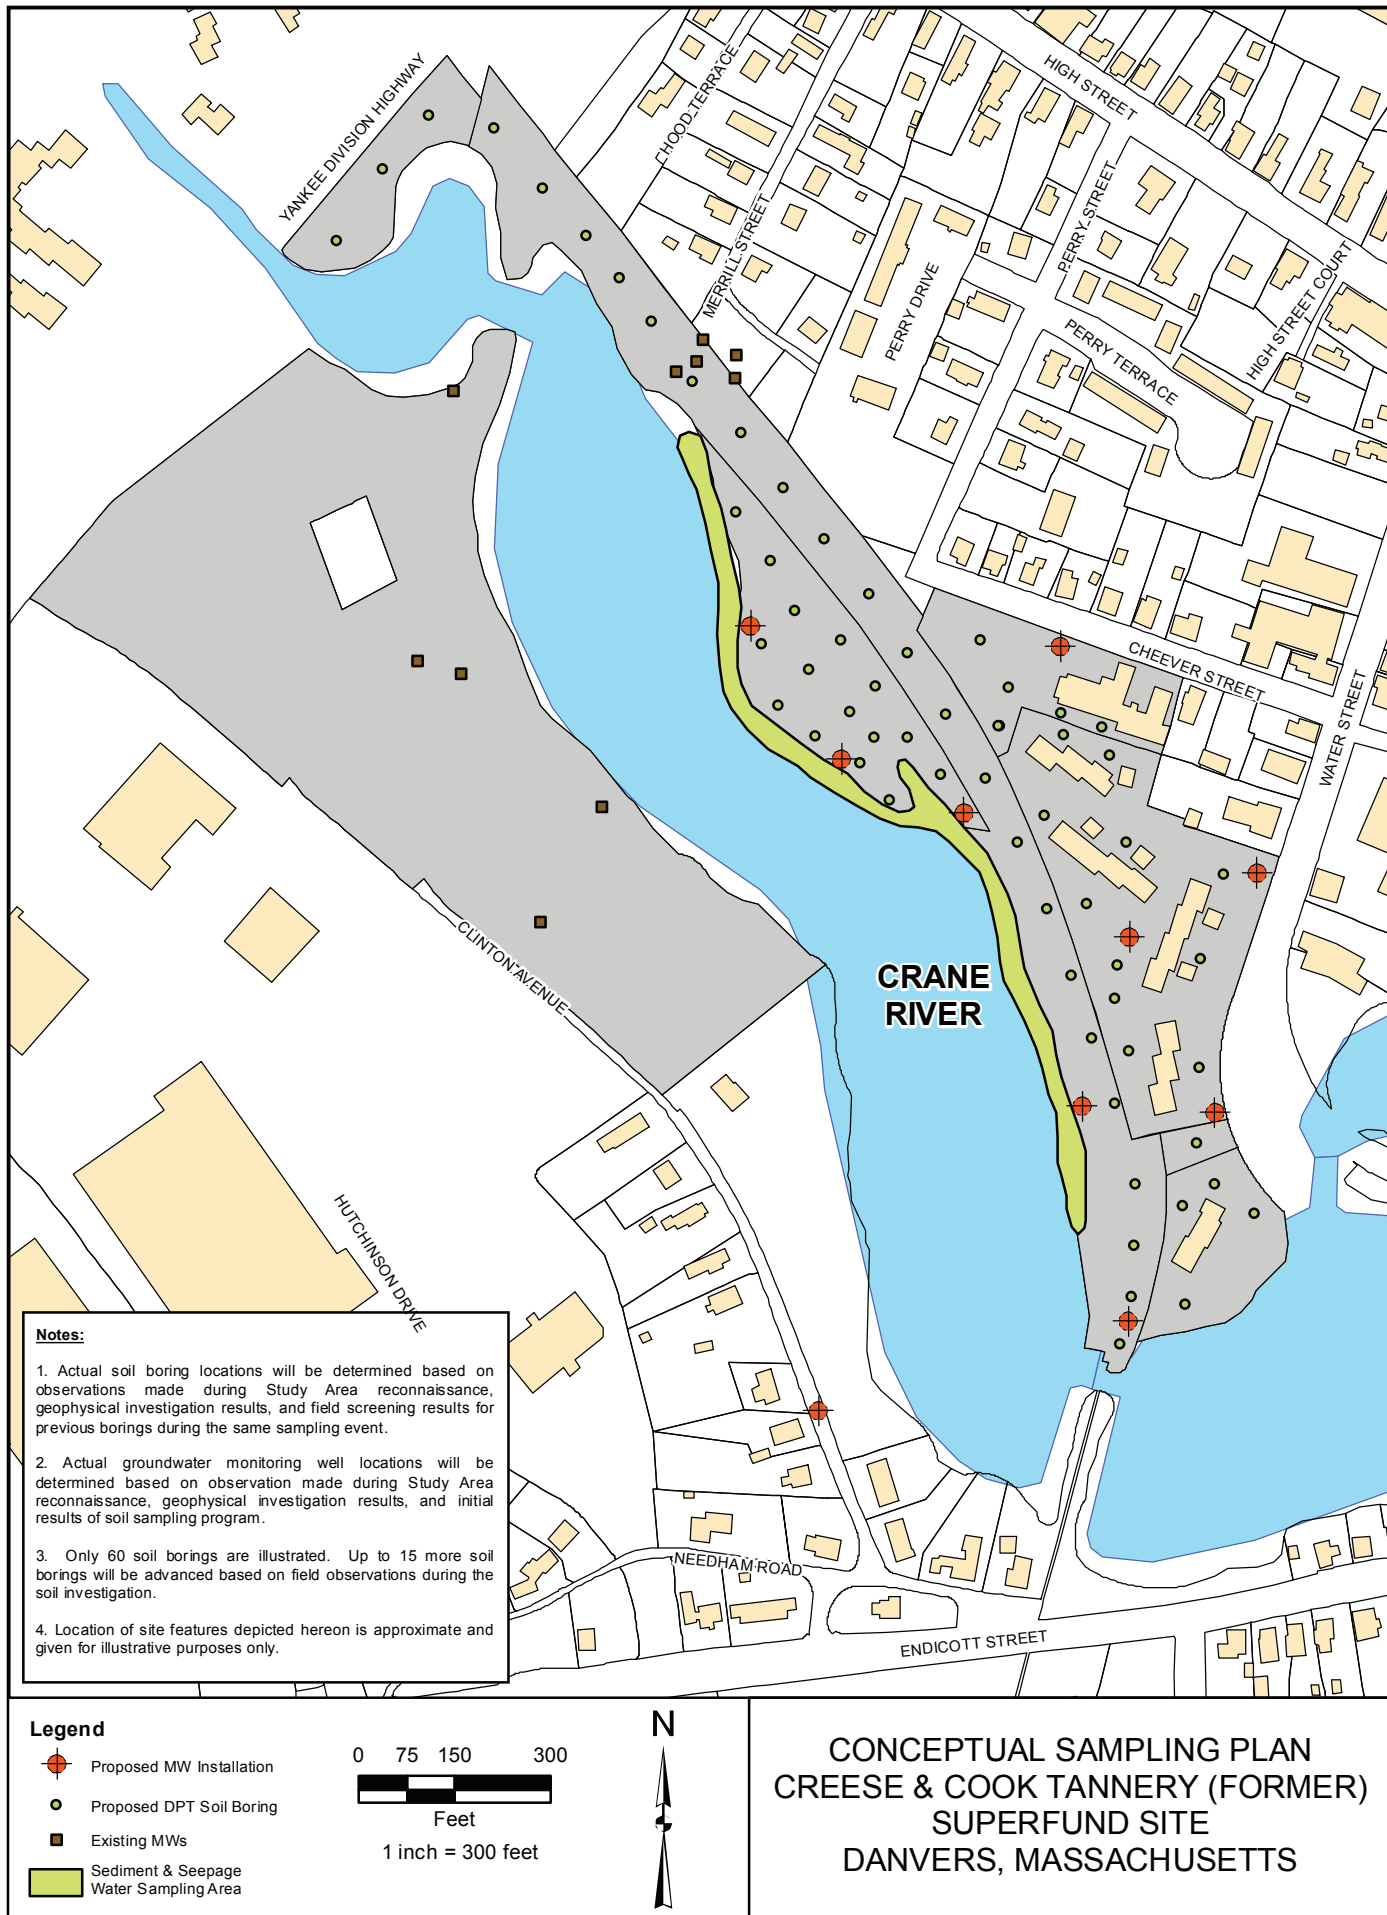 YANKEE DIVISION HIGHWAY
HOOD TERRACE
HIGH STREET
MERRILL STREET
PERRY STREET
PERRY DRIVE
HIGH STREET COURT
PERRY TERRACE
CHEEVER STREET
WATER STREET
CLINTON AVENUE
CRANE
RIVER
HUTCHINSON DRIVE
NEEDHAM ROAD
ENDICOTT STREET
Notes:
1. Actual soil boring locations will be determined based on
observations made during Study Area reconnaissance,
geophysical investigation results, and field screening results for
previous borings during the same sampling event.
2. Actual groundwater monitoring well locations will be
determined based on observation made during Study Area
reconnaissance, geophysical investigation results, and initial
results of soil sampling program.
3. Only 60 soil borings are illustrated. Up to 15 more soil
borings will be advanced based on field observations during the
soil investigation.
4. Location of site features depicted hereon is approximate and
given for illustrative purposes only.
Legend
Proposed MW Installation
Proposed DPT Soil Boring
Existing MWs
Sediment & Seepage
Water Sampling Area
0 75 150 300
Feet
1 inch = 300 feet
N
CONCEPTUAL SAMPLING PLAN
CREESE & COOK TANNERY (FORMER)
SUPERFUND SITE
DANVERS, MASSACHUSETTS